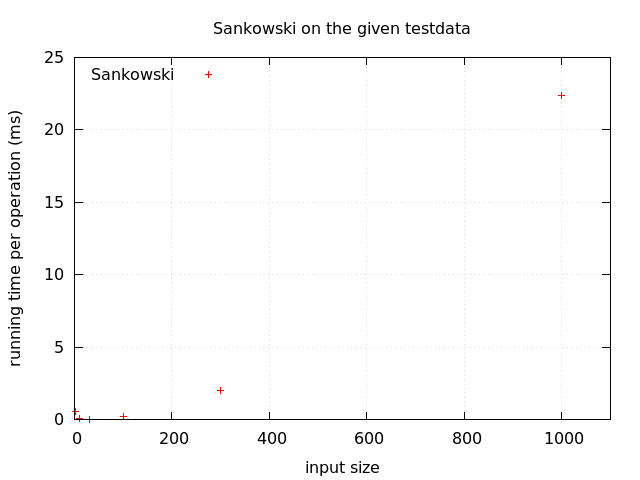 Sankowski on the given testdata
25
Sankowski
20
15
10
5
0
0 200 400 600 800 1000
running time per operation (ms)
input size